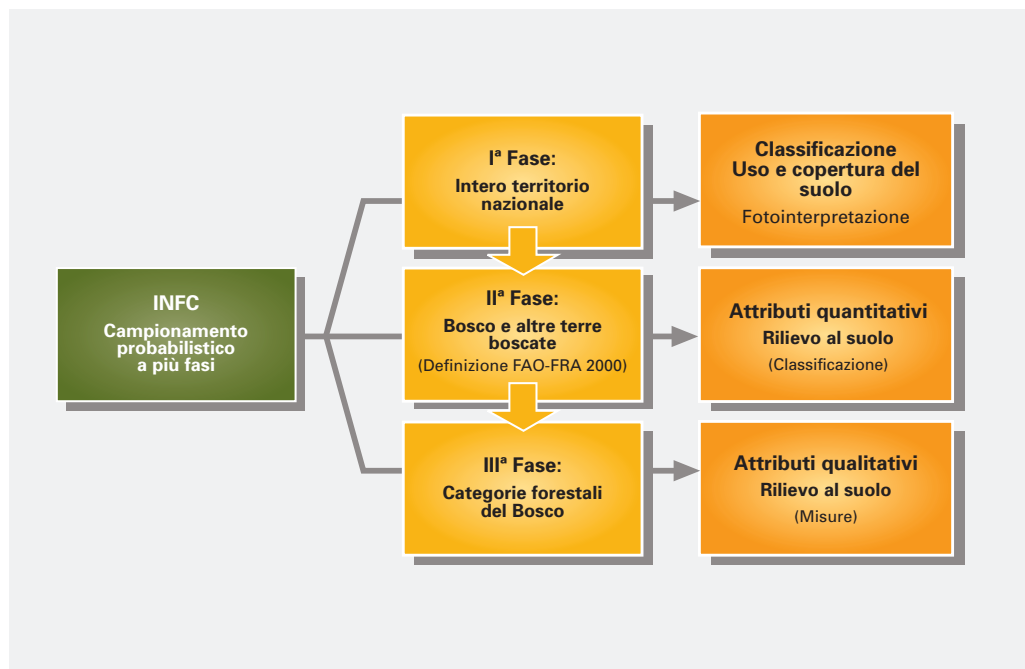 INFC
Campionamento
probabilistico
a più fasi
Iª Fase:
Intero territorio
nazionale
Classificazione
Uso e copertura del
suolo
Fotointerpretazione
IIª Fase:
Bosco e altre terre
boscate
(Definizione FAO-FRA 2000)
Attributi quantitativi
Rilievo al suolo
(Classificazione)
IIIª Fase:
Categorie forestali
del Bosco
Attributi qualitativi
Rilievo al suolo
(Misure)